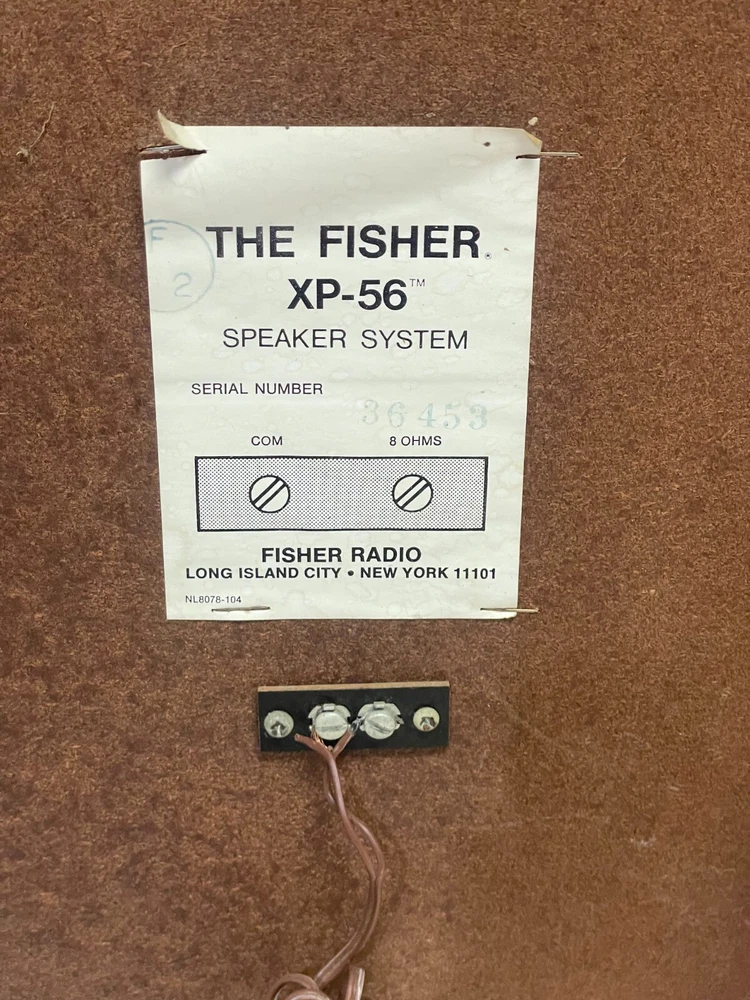 THE FISHER®
XP-56™
SPEAKER SYSTEM
F
2
SERIAL NUMBER
36453
COM 8 OHMS
FISHER RADIO
LONG ISLAND CITY • NEW YORK 11101
NL8078-104